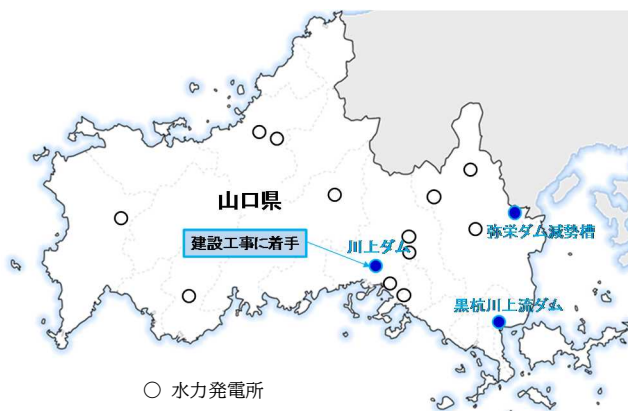 山口県
建設工事に着手
川上ダム
弥栄ダム減勢槽
黒杭川上流ダム
○ 水力発電所